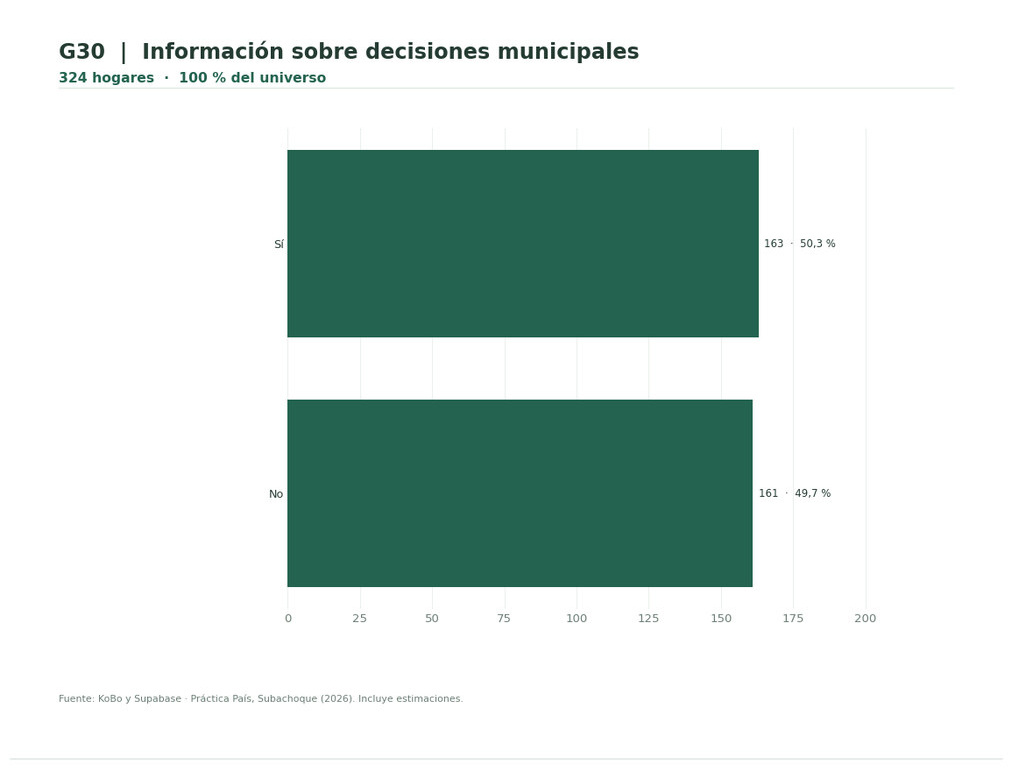 G30 | Información sobre decisiones municipales
324 hogares · 100 % del universo
Sí
163 · 50,3 %
No
161 · 49,7 %
0 25 50 75 100 125 150 175 200
Fuente: KoBo y Supabase · Práctica País, Subachoque (2026). Incluye estimaciones.